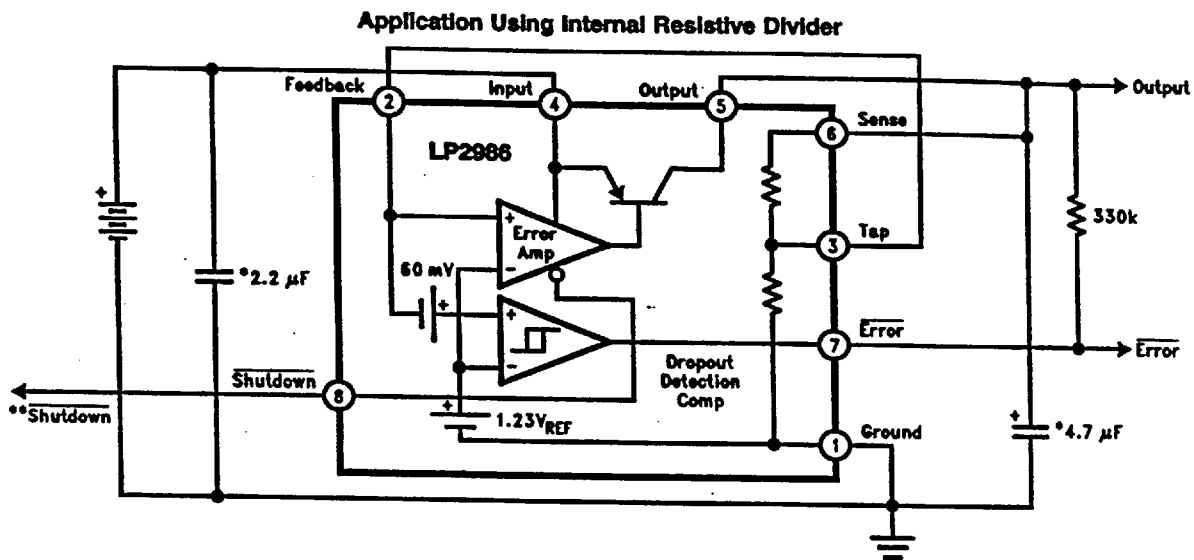 Application Using Internal Resistive Divider
Feedback
2
Input
4
Output
5
Output
6
Sense
LP2986
+
330k
+
Error
Amp
−
3
Tap
60 mV
*2.2 µF
+
+
−
7
Error
Error
Dropout
Detection
Comp
Shutdown
8
**Shutdown
+
1.23VREF
1
Ground
+
*4.7 µF